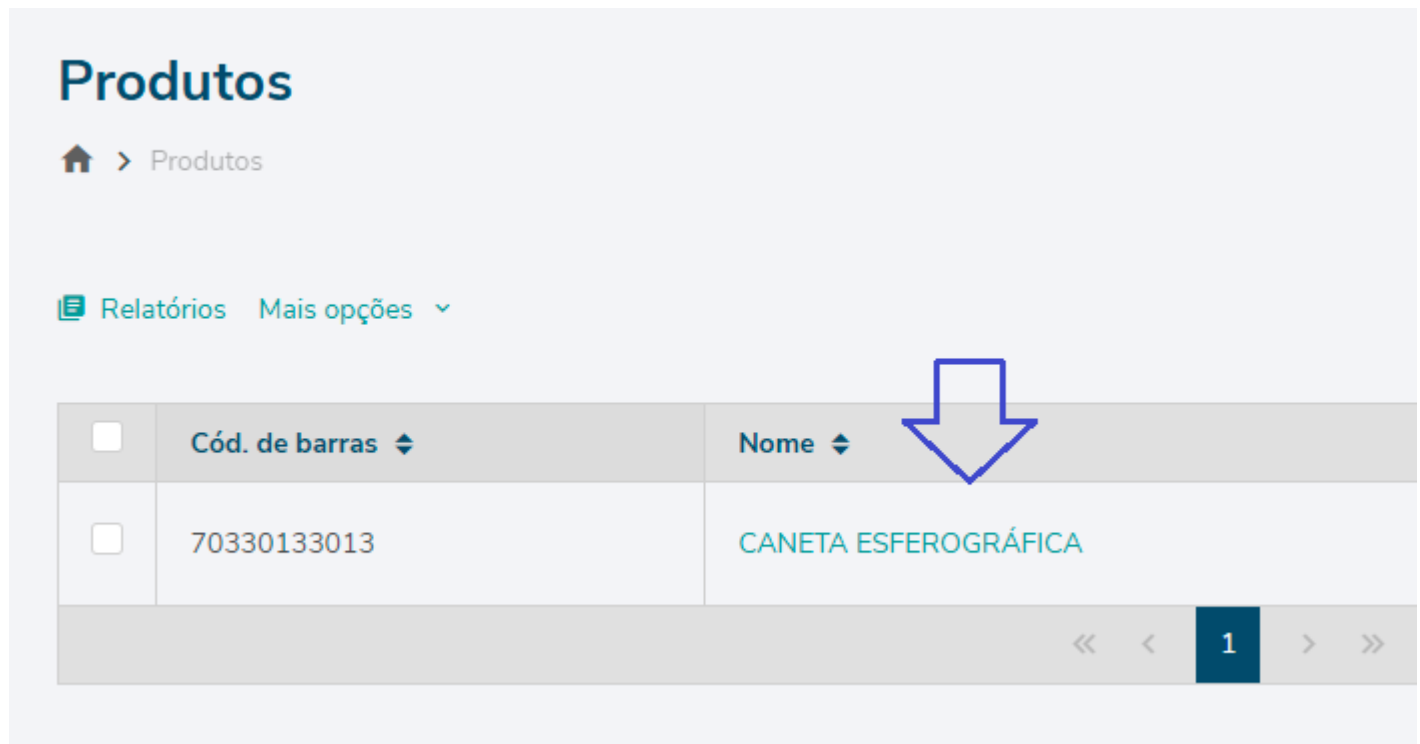 Produtos
Produtos
Relatórios Mais opções
Cód. de barras Nome
70330133013 CANETA ESFEROGRÁFICA
1